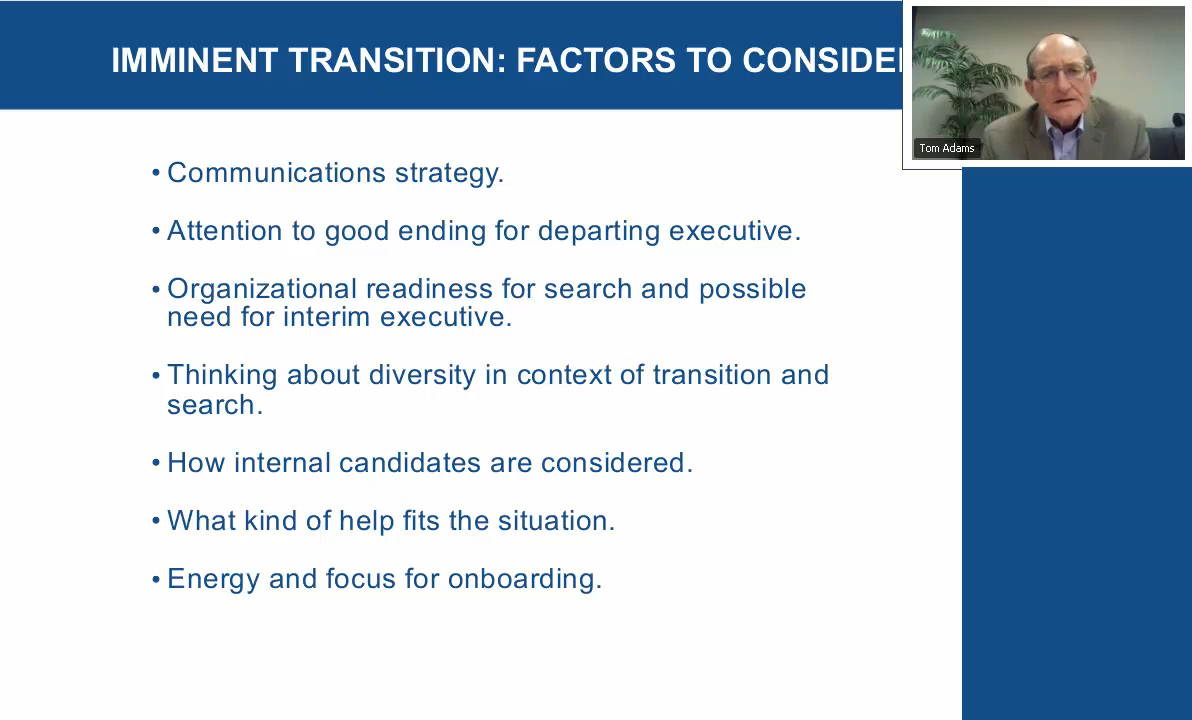 IMMINENT TRANSITION: FACTORS TO CONSIDE
Tom Adams
• Communications strategy.
• Attention to good ending for departing executive.
• Organizational readiness for search and possible
need for interim executive.
• Thinking about diversity in context of transition and
search.
• How internal candidates are considered.
• What kind of help fits the situation.
• Energy and focus for onboarding.